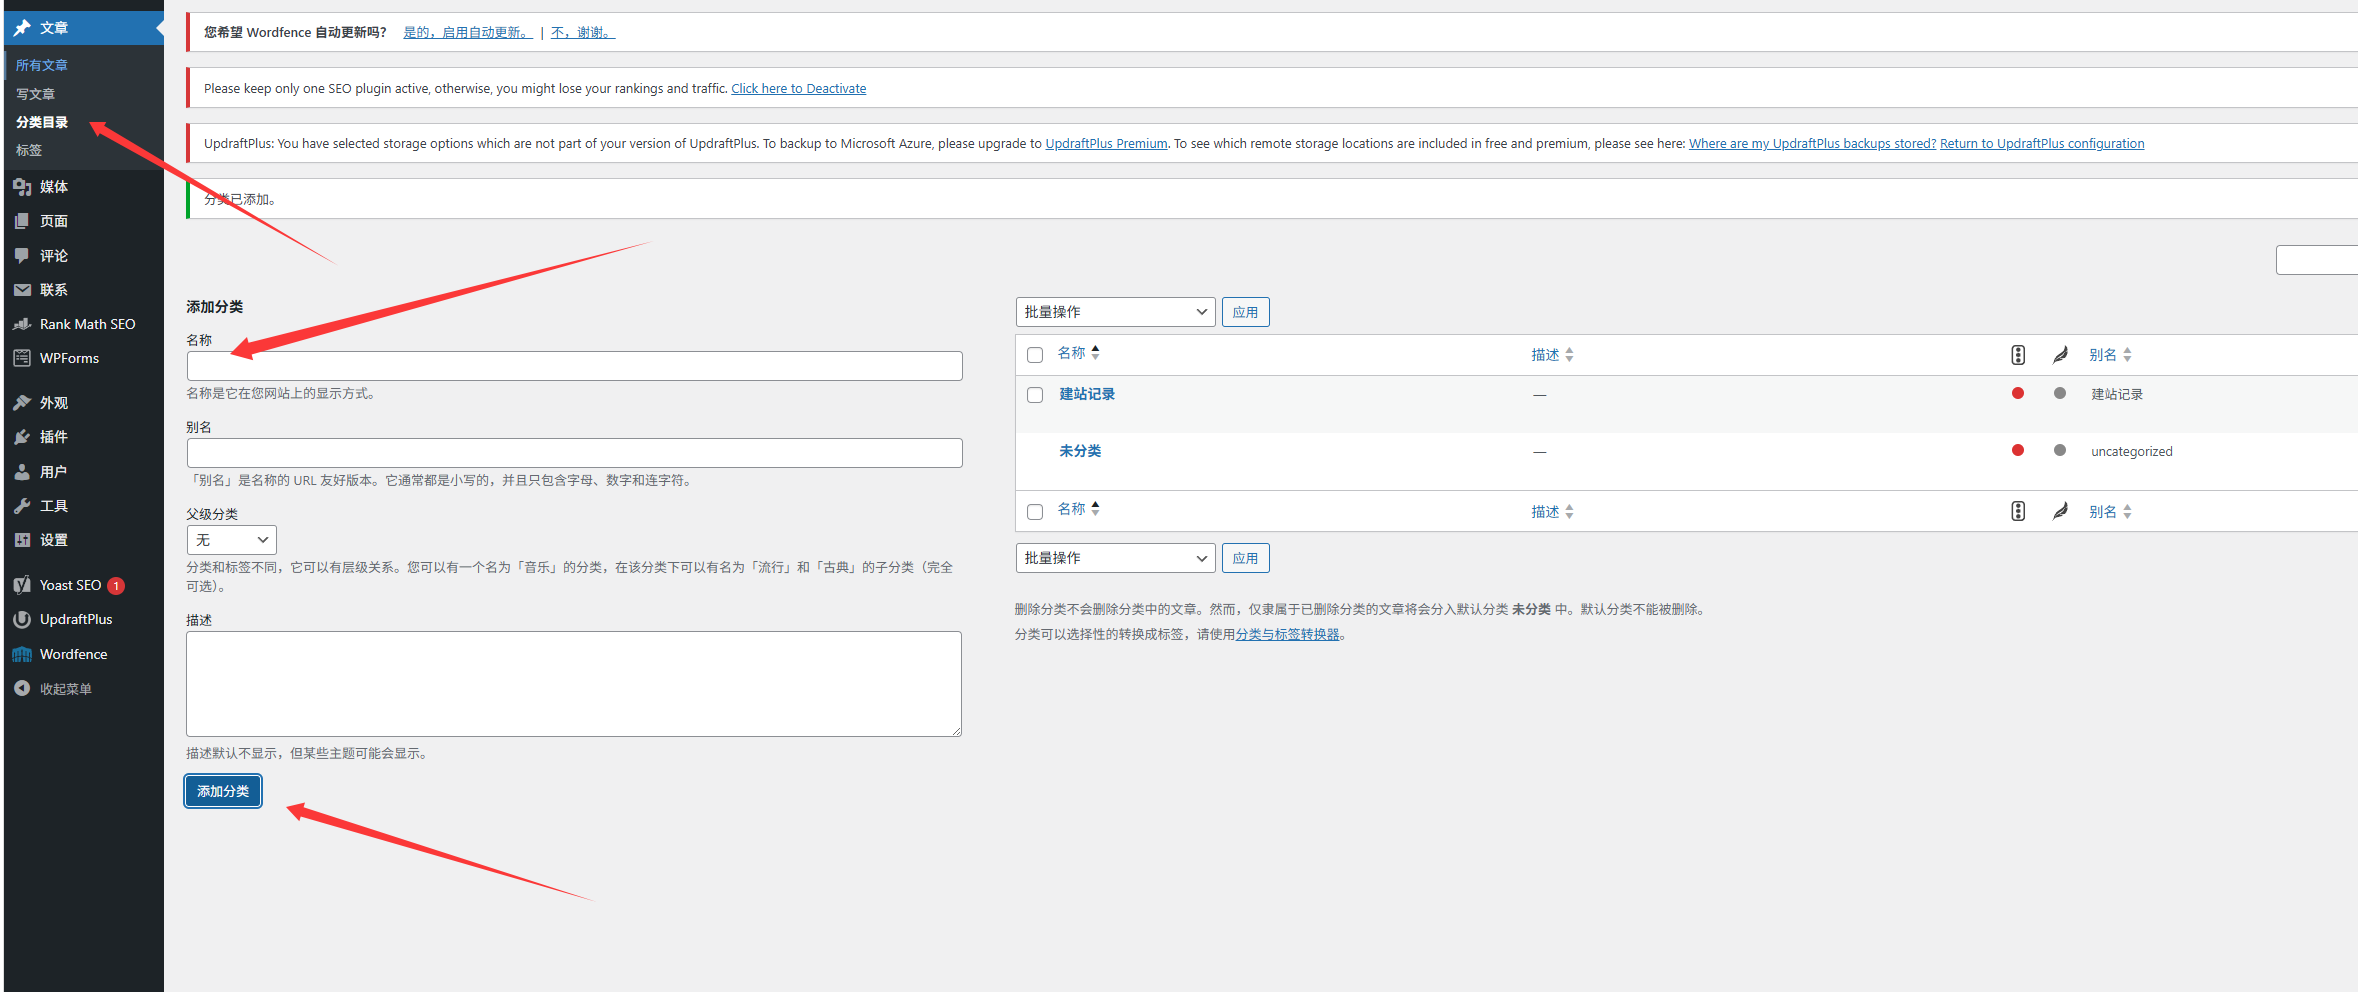 文章
所有文章
写文章
分类目录
标签
媒体
页面
评论
联系
Rank Math SEO
WPForms
外观
插件
用户
工具
设置
Yoast SEO 1
UpdraftPlus
Wordfence
收起菜单
您希望 Wordfence 自动更新吗？ 是的，启用自动更新。 | 不，谢谢。
Please keep only one SEO plugin active, otherwise, you might lose your rankings and traffic. Click here to Deactivate
UpdraftPlus: You have selected storage options which are not part of your version of UpdraftPlus. To backup to Microsoft Azure, please upgrade to UpdraftPlus Premium. To see which remote storage locations are included in free and premium, please see here: Where are my UpdraftPlus backups stored? Return to UpdraftPlus configuration
分类已添加。
添加分类
名称
名称是它在您网站上的显示方式。
别名
「别名」是名称的 URL 友好版本。它通常都是小写的，并且只包含字母、数字和连字符。
父级分类
无
分类和标签不同，它可以有层级关系。您可以有一个名为「音乐」的分类，在该分类下可以有名为「流行」和「古典」的子分类（完全
可选）。
描述
描述默认不显示，但某些主题可能会显示。
添加分类
批量操作 应用
名称 描述 别名
建站记录 — 建站记录
未分类 — uncategorized
名称 描述 别名
批量操作 应用
删除分类不会删除分类中的文章。然而，仅隶属于已删除分类的文章将会分入默认分类 未分类 中。默认分类不能被删除。
分类可以选择性的转换成标签，请使用分类与标签转换器。